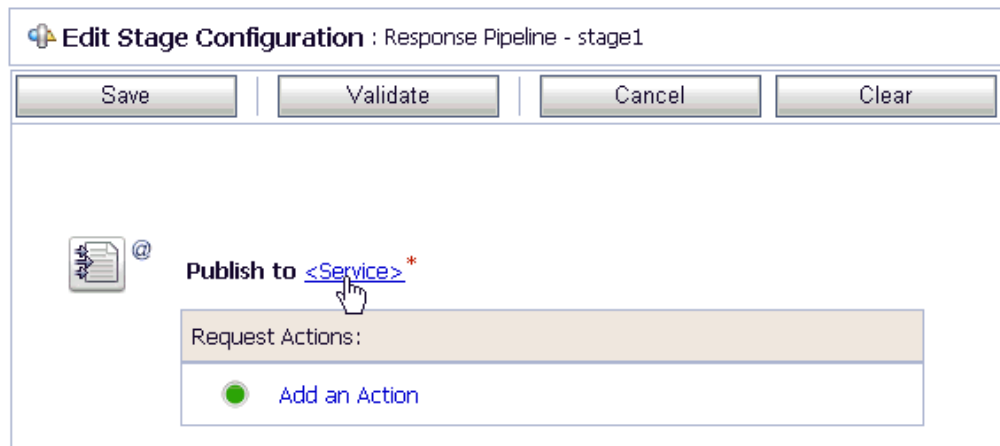 Edit Stage Configuration : Response Pipeline - stage1
Save Validate Cancel Clear
@
Publish to <Service>*
Request Actions:
Add an Action